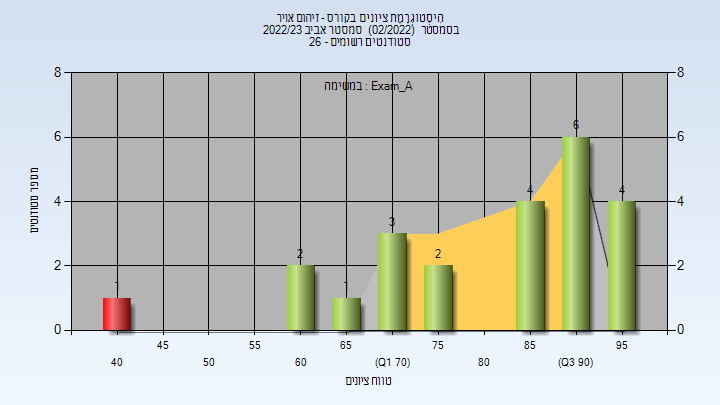 היסטוגרמת ציונים בקורס - זיהום אויר
בסמסטר (02/2022) סמסטר אביב 2022/23
סטודנטים רשומים - 26
במשימה : Exam_A
מספר סטודנטים
8 8
6 6
4 4
2 2
0 0
1 2 1 3 2 4 6 4
45 50 55 65 75 85 95
40 60 (Q1 70) 80 (Q3 90)
טווח ציונים